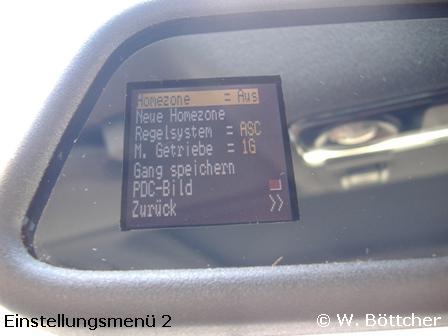 Homezone = Aus
Neue Homezone
Regelsystem = ASC
M. Getriebe = 1G
Gang speichern
PDC-Bild
Zurück >>
Einstellungsmenü 2
© W. Böttcher